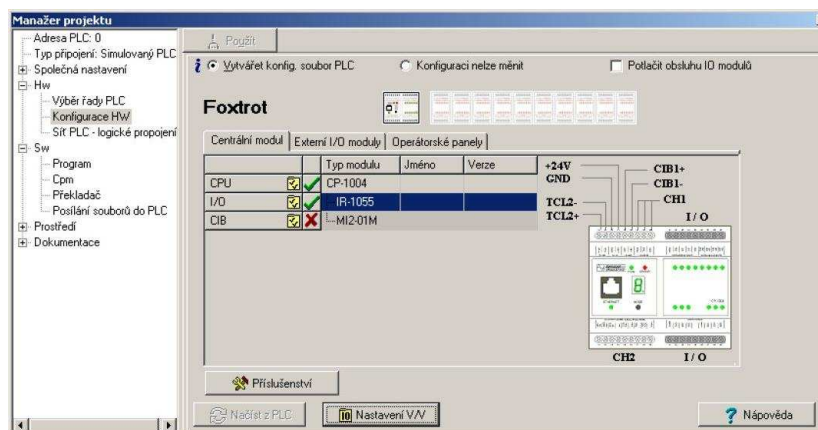 Manažer projektu
Adresa PLC: 0
Typ připojení: Simulovaný PLC
Společná nastavení
Hw
Výběr řady PLC
Konfigurace HW
Síť PLC - logické propojení
Sw
Program
Cpm
Překladač
Posílání souborů do PLC
Prostředí
Dokumentace
Použít
Vytvářet konfig. soubor PLC
Konfiguraci nelze měnit
Potlačit obsluhu IO modulů
Foxtrot
Centrální modul
Externí I/O moduly
Operátorské panely
Typ modulu Jméno Verze
CPU CP-1004
I/O IR-1055
CIB MI2-01M
+24V
GND
TCL2-
TCL2+
CIB1+
CIB1-
CH1
I / O
CH2
I / O
Příslušenství
Načíst z PLC
Nastavení V/V
Nápověda